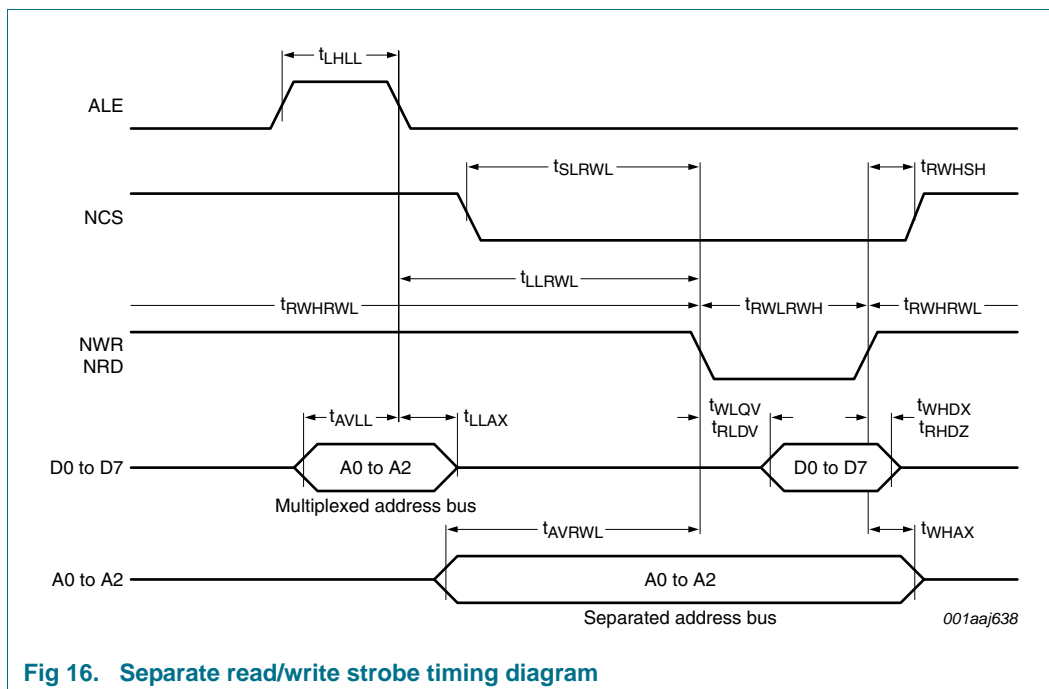 tLHLL
ALE
tSLRWL
tRWHSH
NCS
tLLRWL
tRWHRWL
tRWLRWH
tRWHRWL
NWR
NRD
tAVLL
tLLAX
tWLQV
tRLDV
tWHDX
tRHDZ
D0 to D7
A0 to A2
D0 to D7
Multiplexed address bus
tAVRWL
tWHAX
A0 to A2
A0 to A2
Separated address bus
001aaj638
Fig 16. Separate read/write strobe timing diagram